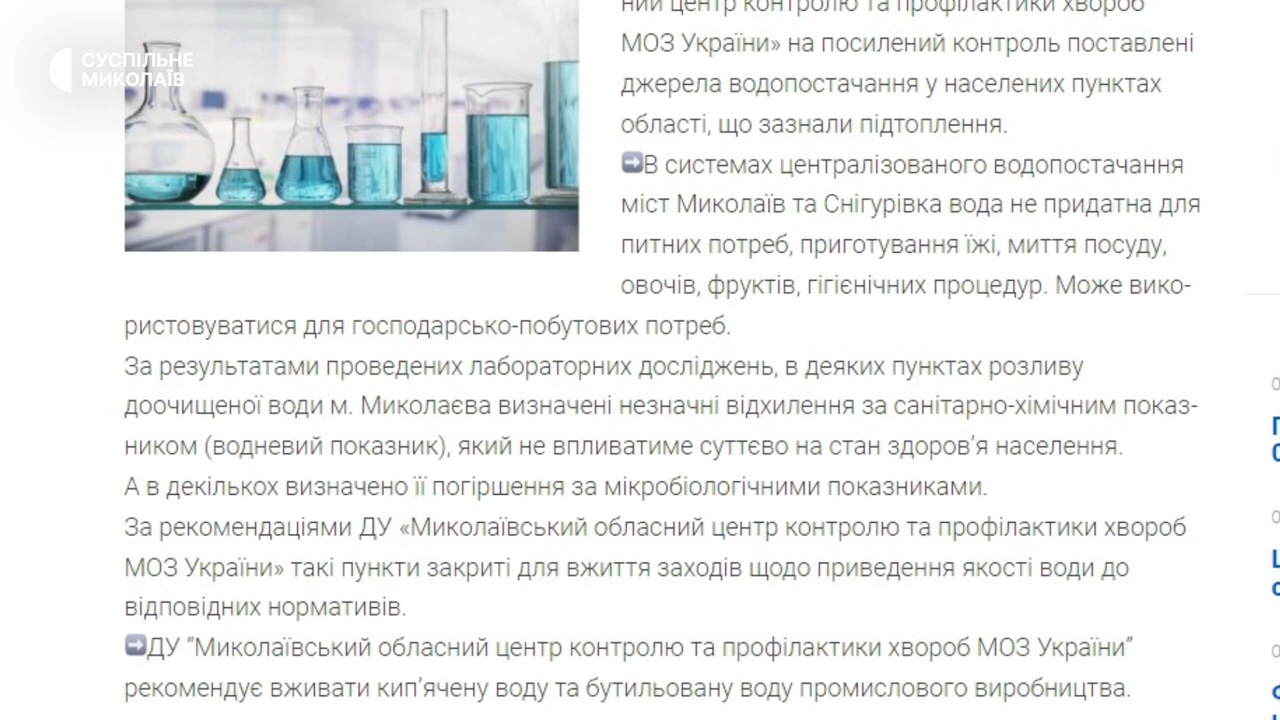 СУСПІЛЬНЕ
МИКОЛАЇВ
ний центр контролю та профілактики хвороб
МОЗ України» на посилений контроль поставлені
джерела водопостачання у населених пунктах
області, що зазнали підтоплення.
➡В системах централізованого водопостачання
міст Миколаїв та Снігурівка вода не придатна для
питних потреб, приготування їжі, миття посуду,
овочів, фруктів, гігієнічних процедур. Може вико-
ристовуватися для господарсько-побутових потреб.
За результатами проведених лабораторних досліджень, в деяких пунктах розливу
доочищеної води м. Миколаєва визначені незначні відхилення за санітарно-хімічним показ-
ником (водневий показник), який не впливатиме суттєво на стан здоров’я населення.
А в декількох визначено її погіршення за мікробіологічними показниками.
За рекомендаціями ДУ «Миколаївський обласний центр контролю та профілактики хвороб
МОЗ України» такі пункти закриті для вжиття заходів щодо приведення якості води до
відповідних нормативів.
➡ДУ “Миколаївський обласний центр контролю та профілактики хвороб МОЗ України”
рекомендує вживати кип’ячену воду та бутильовану воду промислового виробництва.